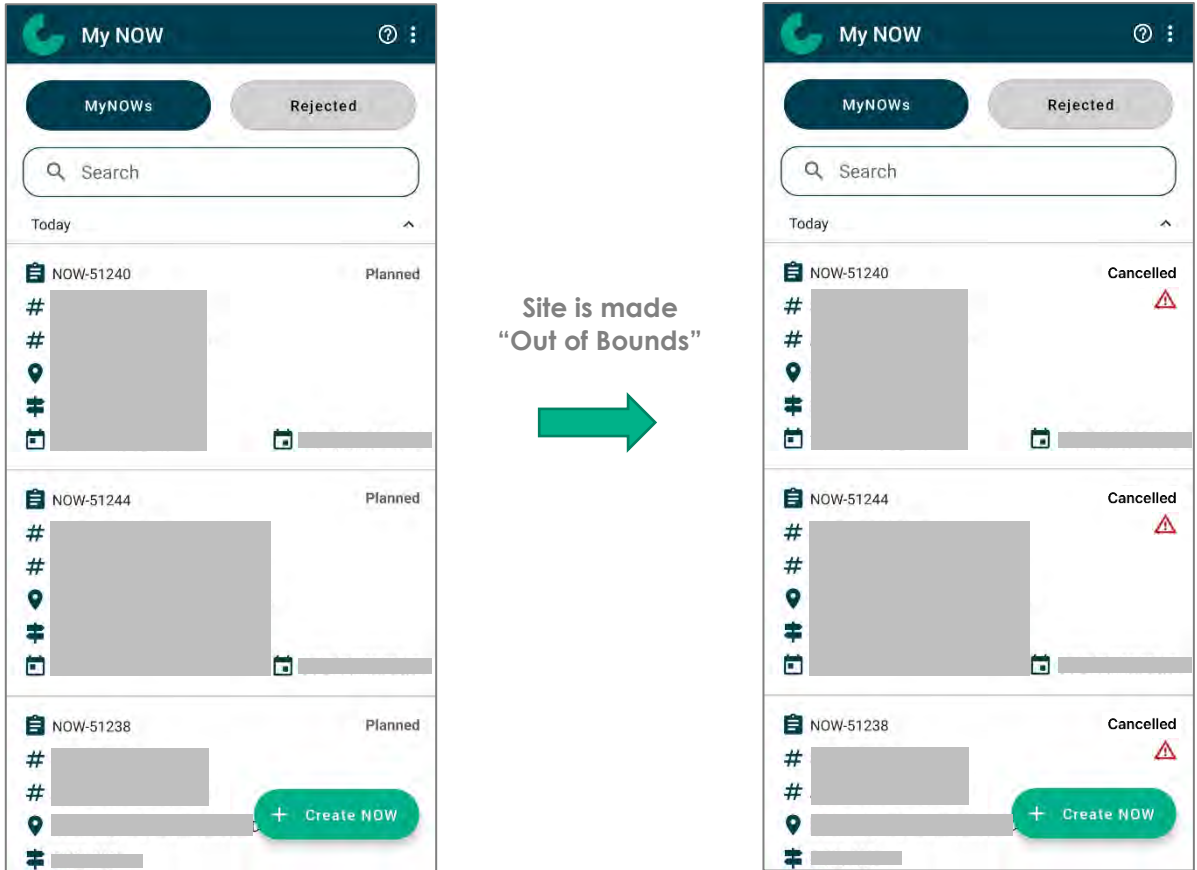 My NOW
MyNOWs
Rejected
Search
Today
NOW-51240
Planned
#
#
NOW-51244
Planned
#
#
NOW-51238
Planned
#
#
+ Create NOW
Site is made
“Out of Bounds”
My NOW
MyNOWs
Rejected
Search
Today
NOW-51240
Cancelled
#
#
NOW-51244
Cancelled
#
#
NOW-51238
Cancelled
#
#
+ Create NOW